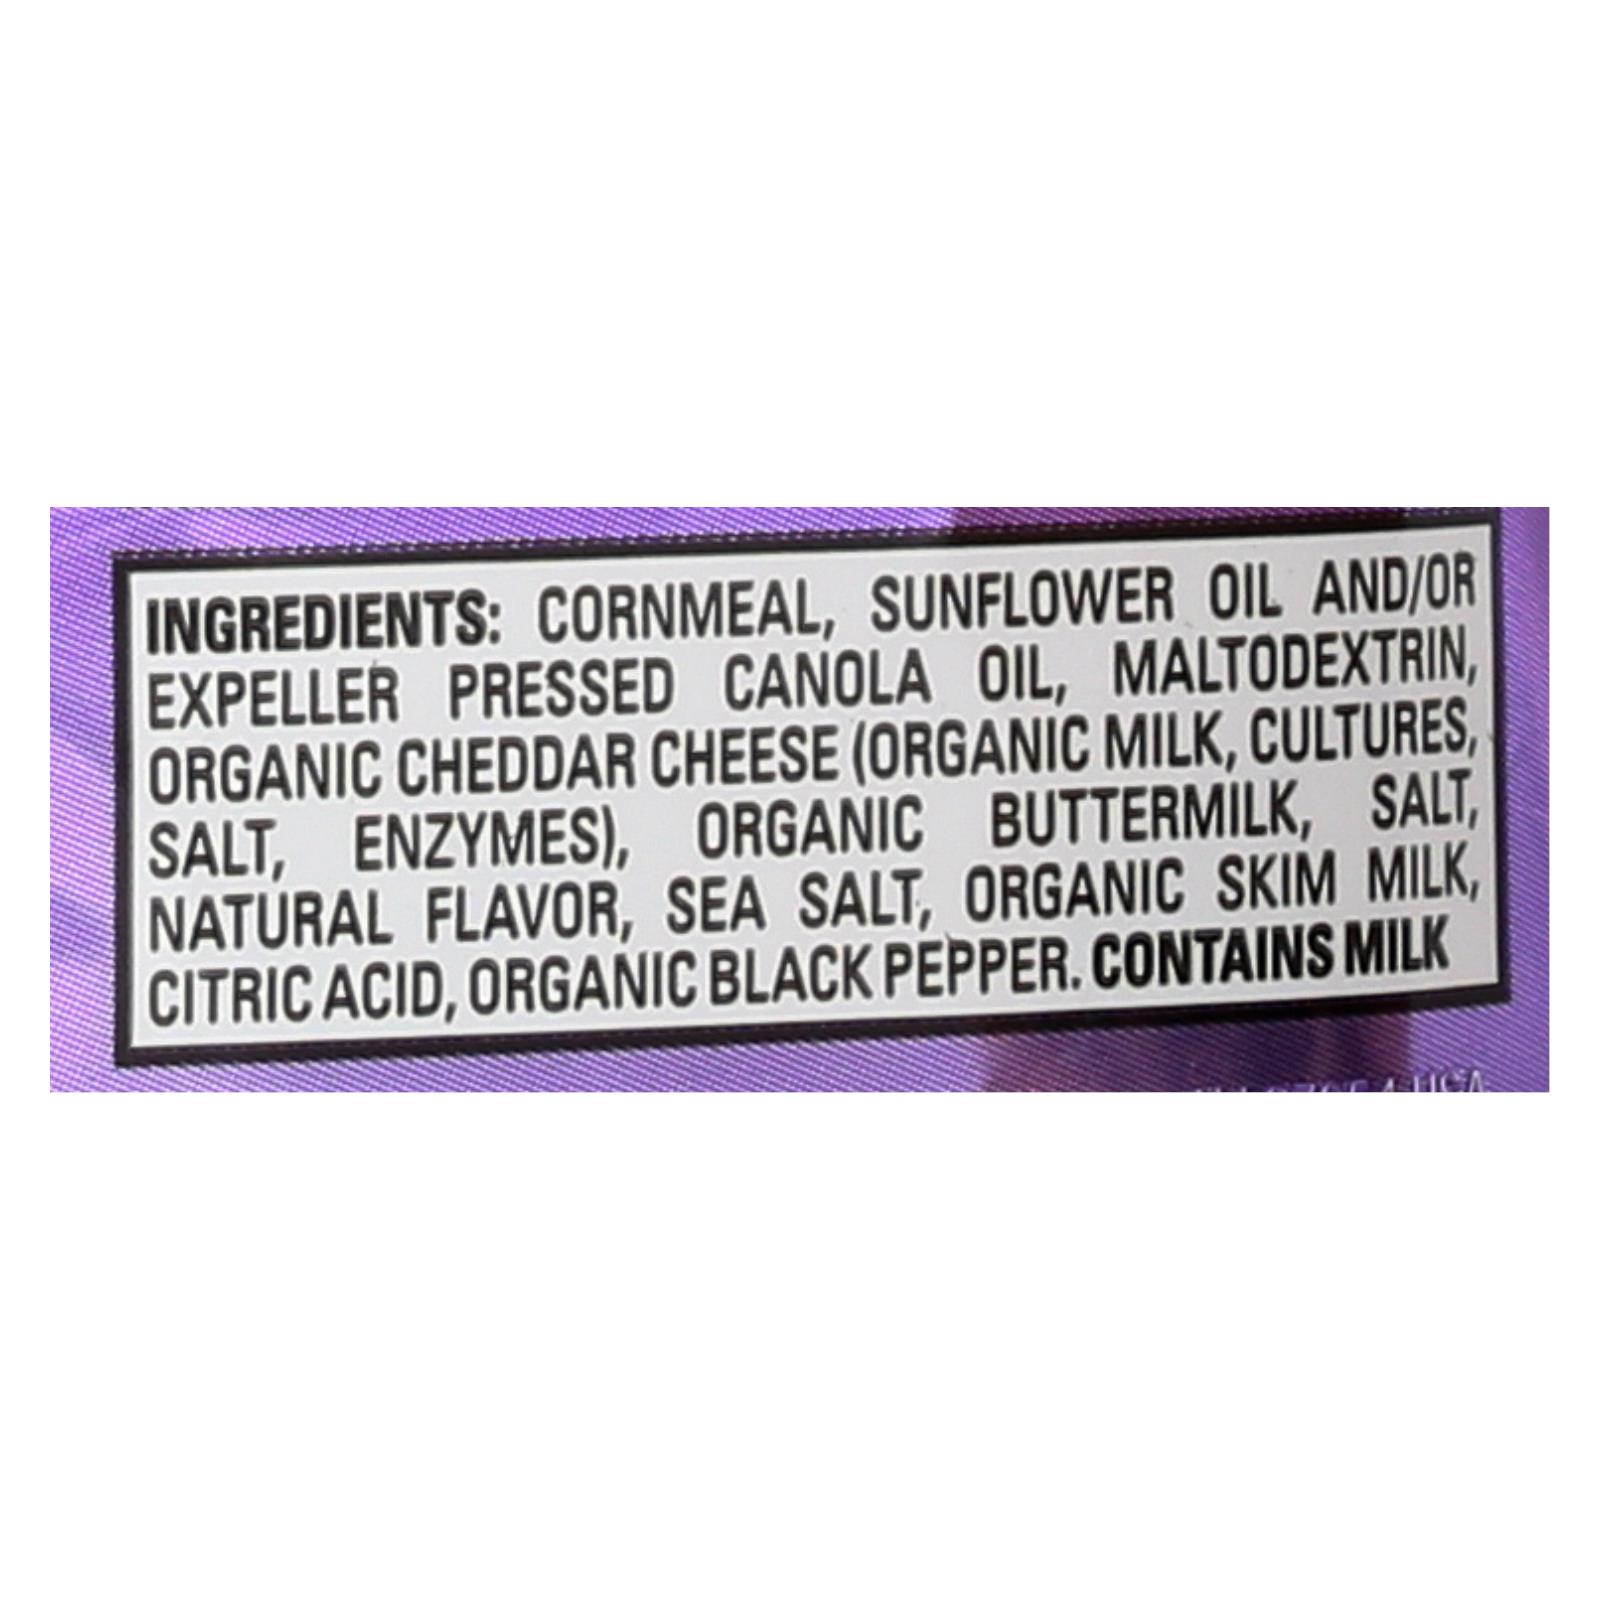 INGREDIENTS: CORNMEAL, SUNFLOWER OIL AND/OR
EXPELLER PRESSED CANOLA OIL, MALTODEXTRIN,
ORGANIC CHEDDAR CHEESE (ORGANIC MILK, CULTURES,
SALT, ENZYMES), ORGANIC BUTTERMILK, SALT,
NATURAL FLAVOR, SEA SALT, ORGANIC SKIM MILK,
CITRIC ACID, ORGANIC BLACK PEPPER. CONTAINS MILK
USA